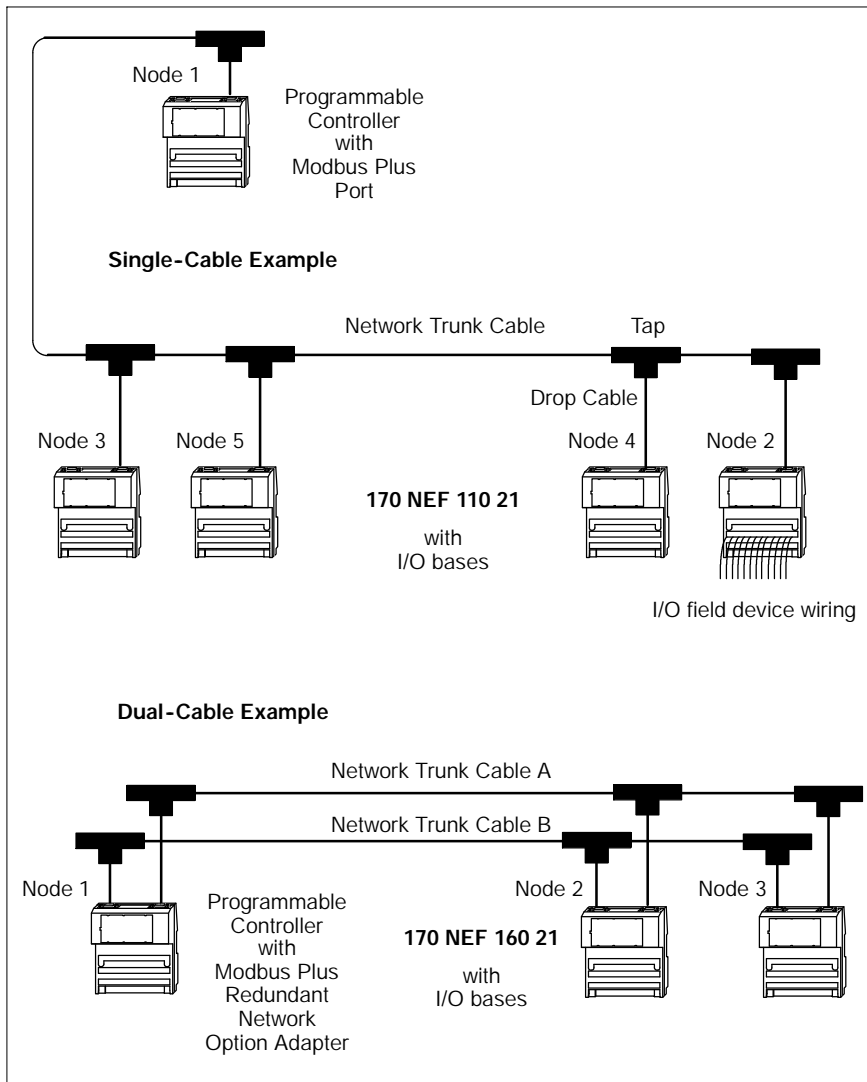 Node 1
Programmable
Controller
with
Modbus Plus
Port
Single-Cable Example
Network Trunk Cable
Tap
Drop Cable
Node 3
Node 5
Node 4
Node 2
170 NEF 110 21
with
I/O bases
I/O field device wiring
Dual-Cable Example
Network Trunk Cable A
Network Trunk Cable B
Node 1
Node 2
Node 3
Programmable
Controller
with
Modbus Plus
Redundant
Network
Option Adapter
170 NEF 160 21
with
I/O bases